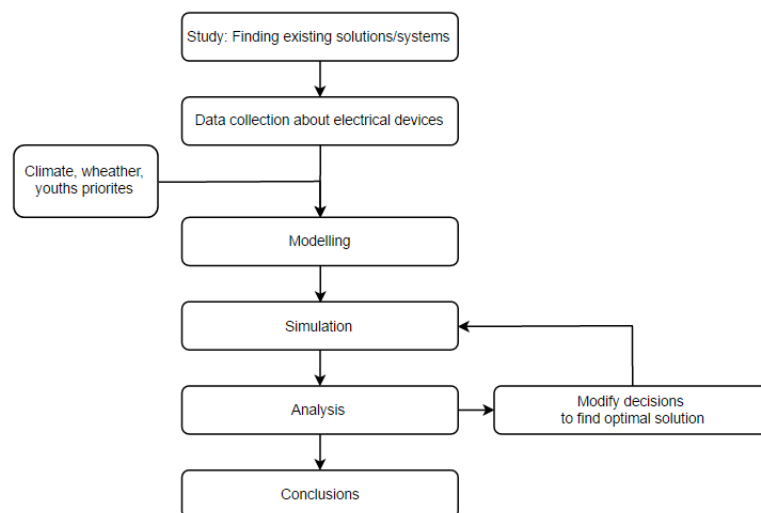 Study: Finding existing solutions/systems
Data collection about electrical devices
Climate, wheather,
youths priorites
Modelling
Simulation
Analysis
Modify decisions
to find optimal solution
Conclusions